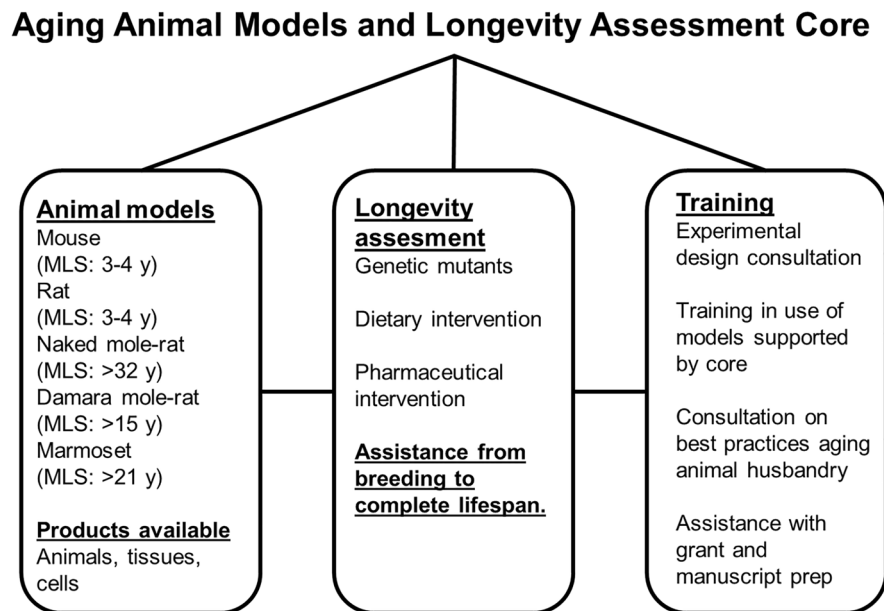 Aging Animal Models and Longevity Assessment Core
Animal models
Mouse
(MLS: 3-4 y)
Rat
(MLS: 3-4 y)
Naked mole-rat
(MLS: >32 y)
Damara mole-rat
(MLS: >15 y)
Marmoset
(MLS: >21 y)
Products available
Animals, tissues,
cells
Longevity
assesment
Genetic mutants
Dietary intervention
Pharmaceutical
intervention
Assistance from
breeding to
complete lifespan.
Training
Experimental
design consultation
Training in use of
models supported
by core
Consultation on
best practices aging
animal husbandry
Assistance with
grant and
manuscript prep